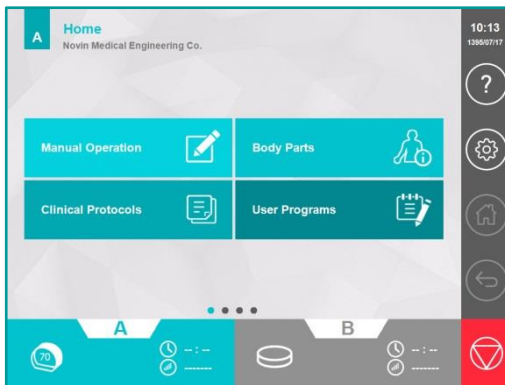 A
Home
Novin Medical Engineering Co.
10:13
1395/07/17
?
Manual Operation
Body Parts
Clinical Protocols
User Programs
A
B
70
--:--
--:--
-------
-------